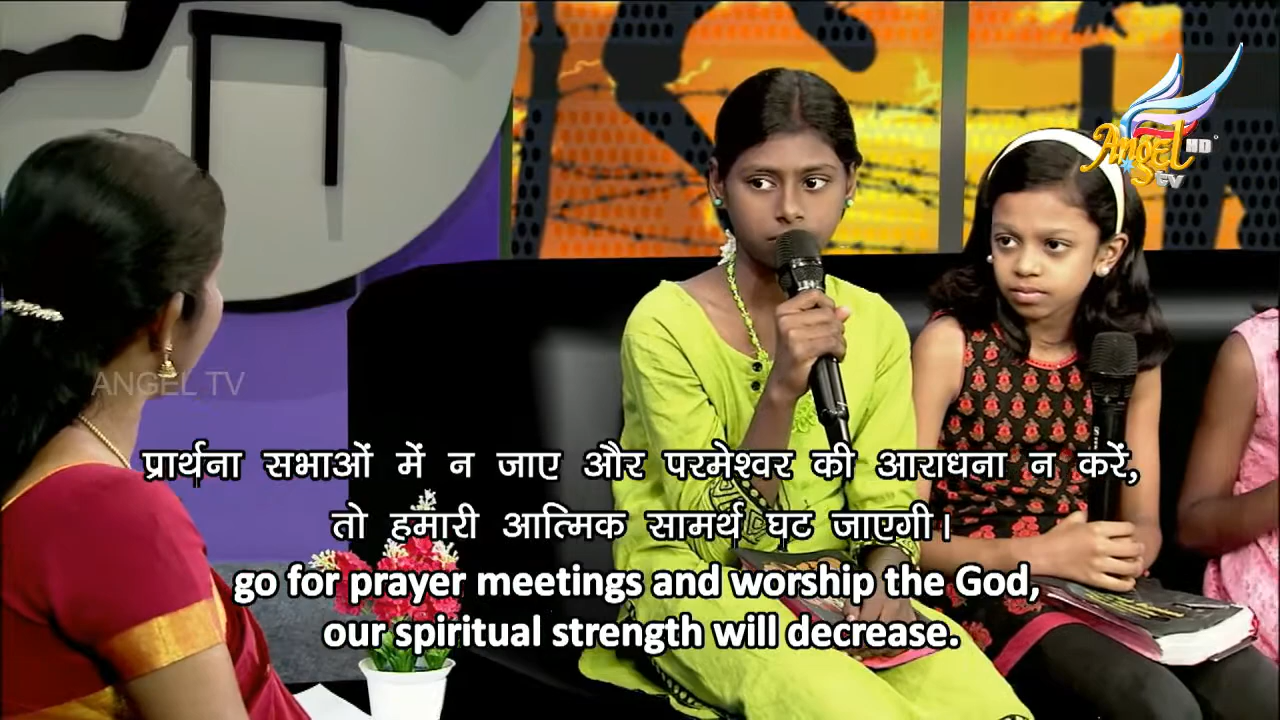 Angel HD
tv
ANGEL TV
प्रार्थना सभाओं में न जाए और परमेश्वर की आराधना न करें,
तो हमारी आत्मिक सामर्थ घट जाएगी।
go for prayer meetings and worship the God,
our spiritual strength will decrease.